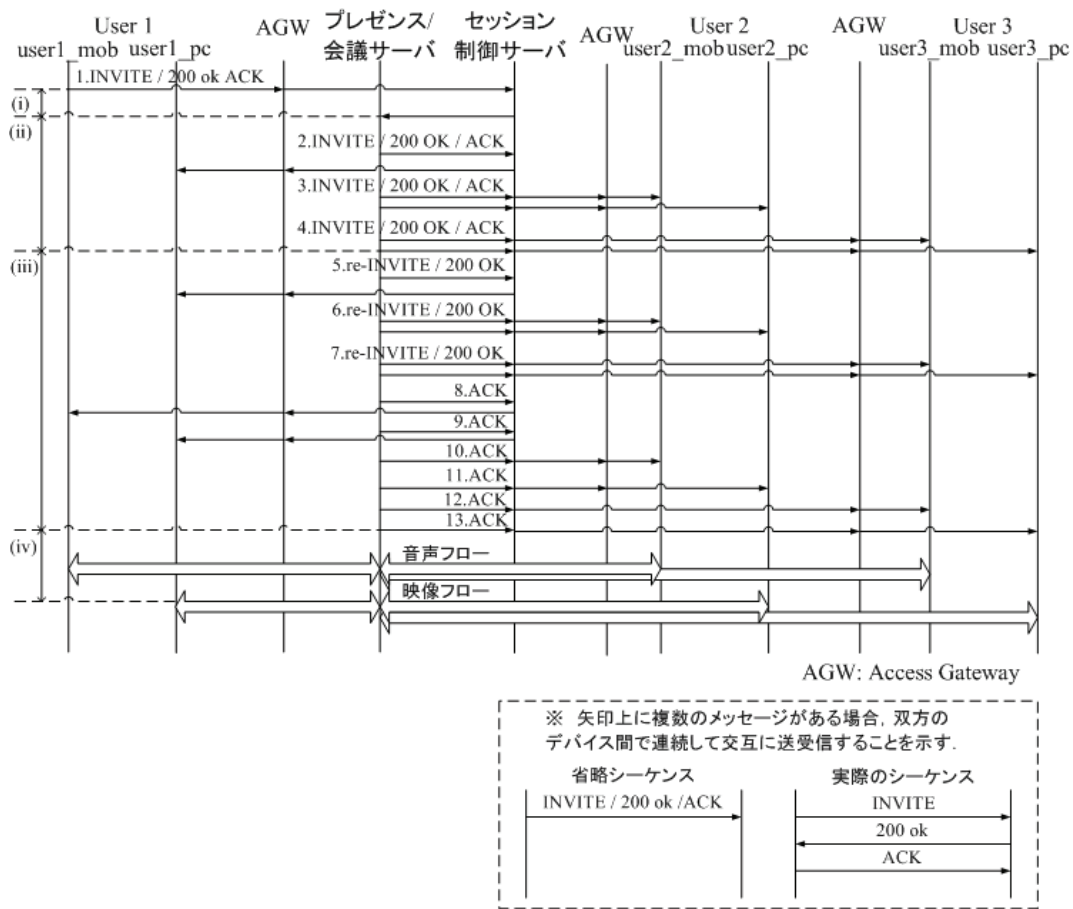 User 1 AGW プレゼンス/ セッション AGW User 2 AGW User 3
user1_mob user1_pc 会議サーバ 制御サーバ user2_mob user2_pc user3_mob user3_pc
1.INVITE / 200 ok ACK
(i)
(ii)
2.INVITE / 200 OK / ACK
3.INVITE / 200 OK / ACK
4.INVITE / 200 OK / ACK
(iii)
5.re-INVITE / 200 OK
6.re-INVITE / 200 OK
7.re-INVITE / 200 OK
8.ACK
9.ACK
10.ACK
11.ACK
12.ACK
13.ACK
(iv)
音声フロー
映像フロー
AGW: Access Gateway
※ 矢印上に複数のメッセージがある場合, 双方の
デバイス間で連続して交互に送受信することを示す.
省略シーケンス 実際のシーケンス
INVITE / 200 ok /ACK INVITE
200 ok
ACK